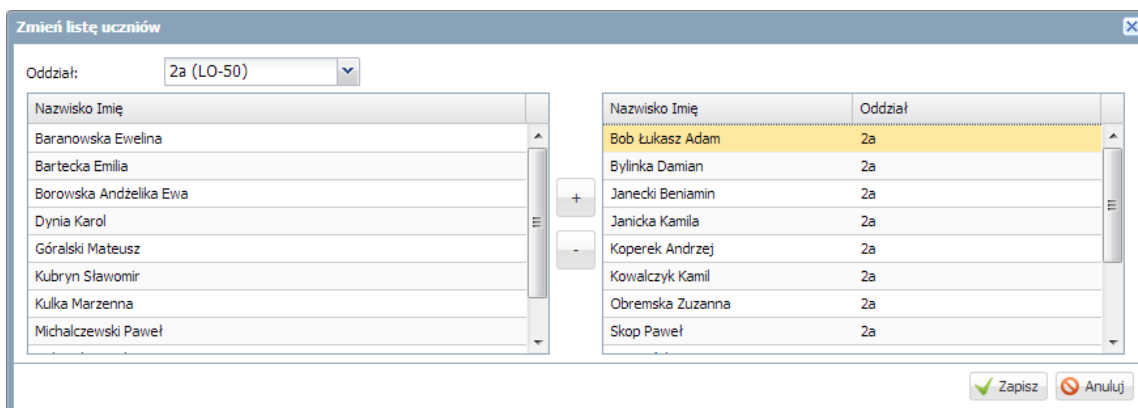 Zmień listę uczniów
Oddział: 2a (LO-50)
Nazwisko Imię
Baranowska Ewelina
Bartecka Emilia
Borowska Andżelika Ewa
Dynia Karol
Góralski Mateusz
Kubryn Sławomir
Kulka Marzenna
Michalczewski Paweł
+
-
Nazwisko Imię Oddział
Bob Łukasz Adam 2a
Bylinka Damian 2a
Janecki Beniamin 2a
Janicka Kamila 2a
Koperek Andrzej 2a
Kowalczyk Kamil 2a
Obremska Zuzanna 2a
Skop Paweł 2a
Zapisz Anuluj